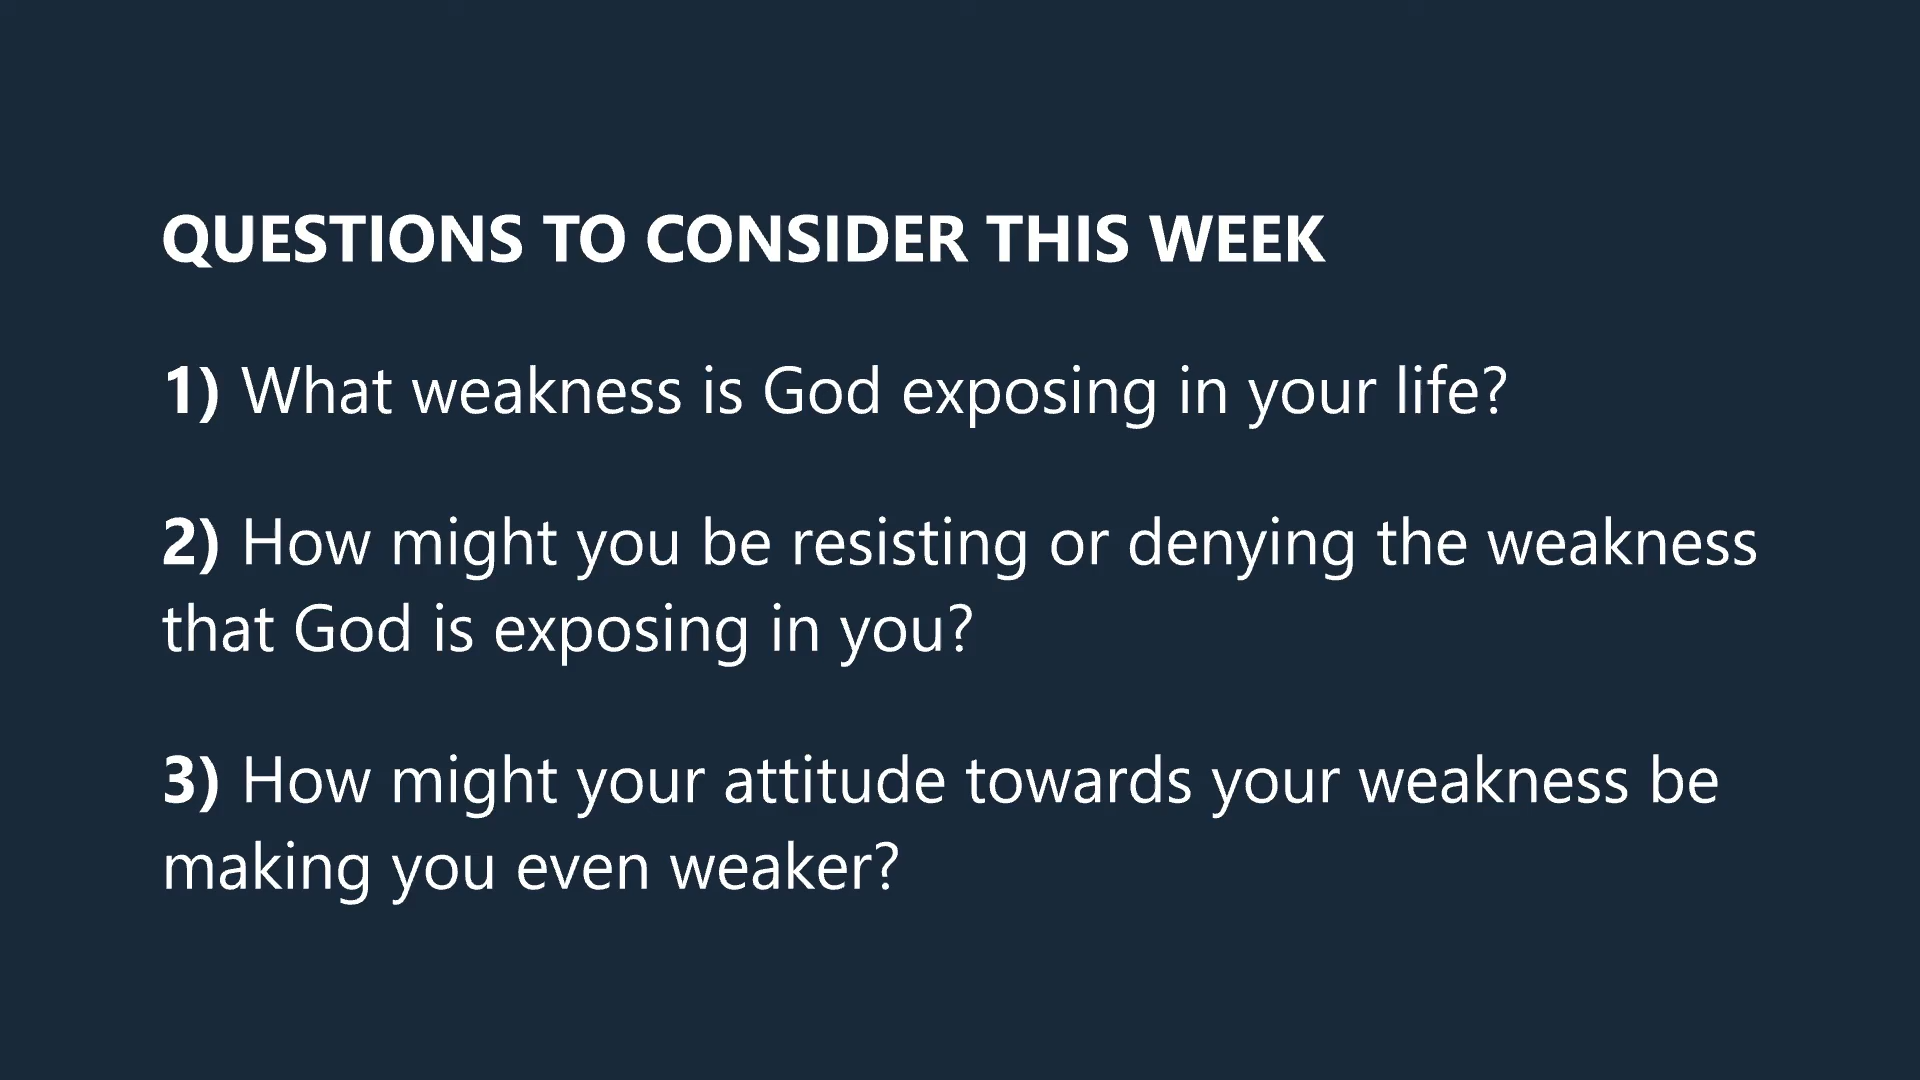 QUESTIONS TO CONSIDER THIS WEEK
1) What weakness is God exposing in your life?
2) How might you be resisting or denying the weakness
that God is exposing in you?
3) How might your attitude towards your weakness be
making you even weaker?